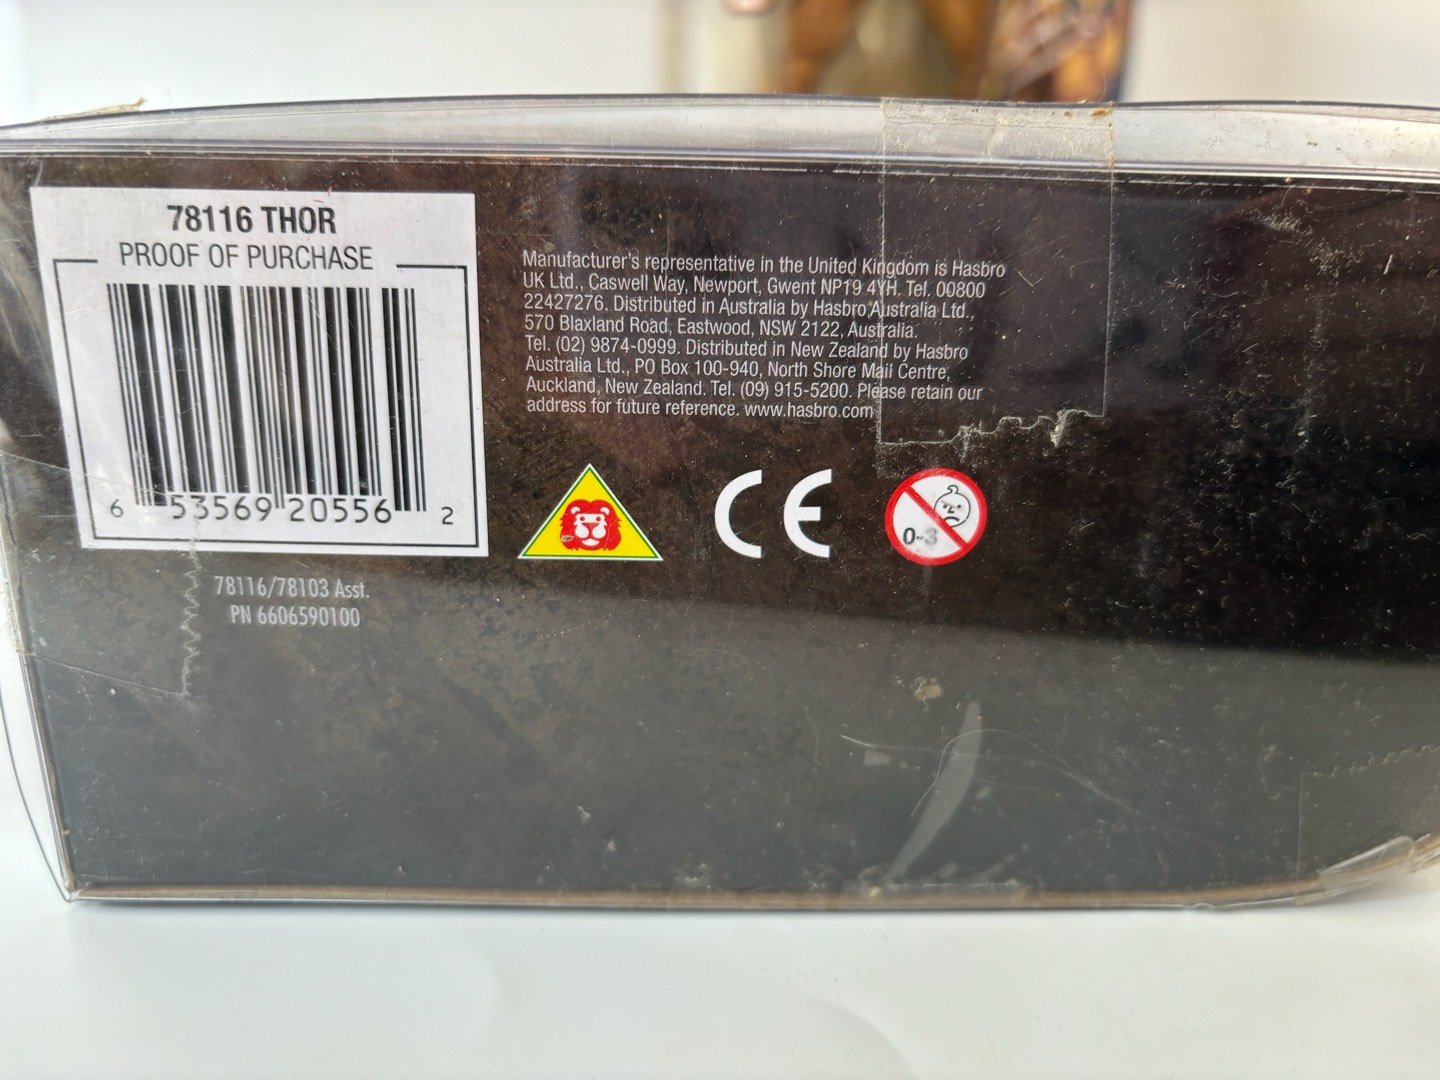 78116 THOR
PROOF OF PURCHASE
6 53569 20556 2
78116/78103 Asst.
PN 6606590100
Manufacturer's representative in the United Kingdom is Hasbro
UK Ltd., Caswell Way, Newport, Gwent NP19 4YH. Tel. 00800
22427276. Distributed in Australia by Hasbro Australia Ltd.,
570 Blaxland Road, Eastwood, NSW 2122, Australia.
Tel. (02) 9874-0999. Distributed in New Zealand by Hasbro
Australia Ltd., PO Box 100-940, North Shore Mail Centre,
Auckland, New Zealand. Tel. (09) 915-5200. Please retain our
address for future reference. www.hasbro.com
CE
0-3